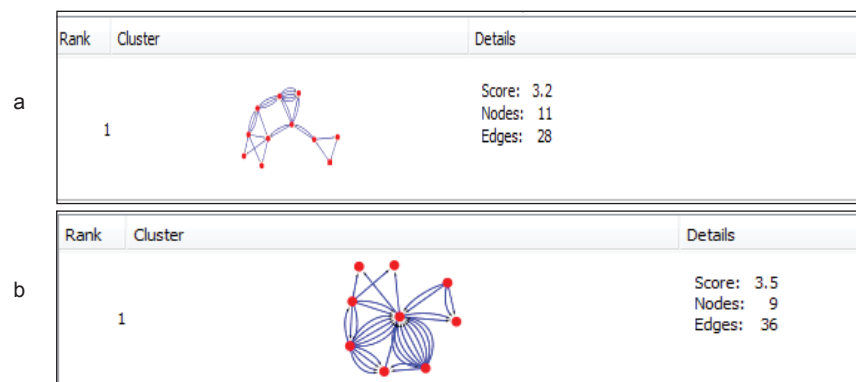 Rank Cluster Details
a
1
Score: 3.2
Nodes: 11
Edges: 28
Rank Cluster Details
b
1
Score: 3.5
Nodes: 9
Edges: 36